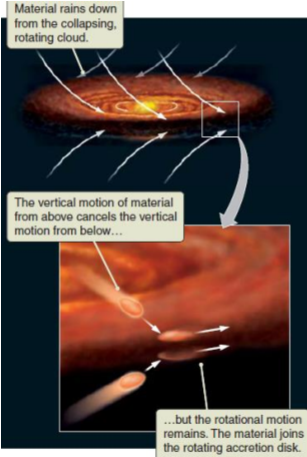 Material rains down
from the collapsing,
rotating cloud.
The vertical motion of material
from above cancels the vertical
motion from below…
…but the rotational motion
remains. The material joins
the rotating accretion disk.